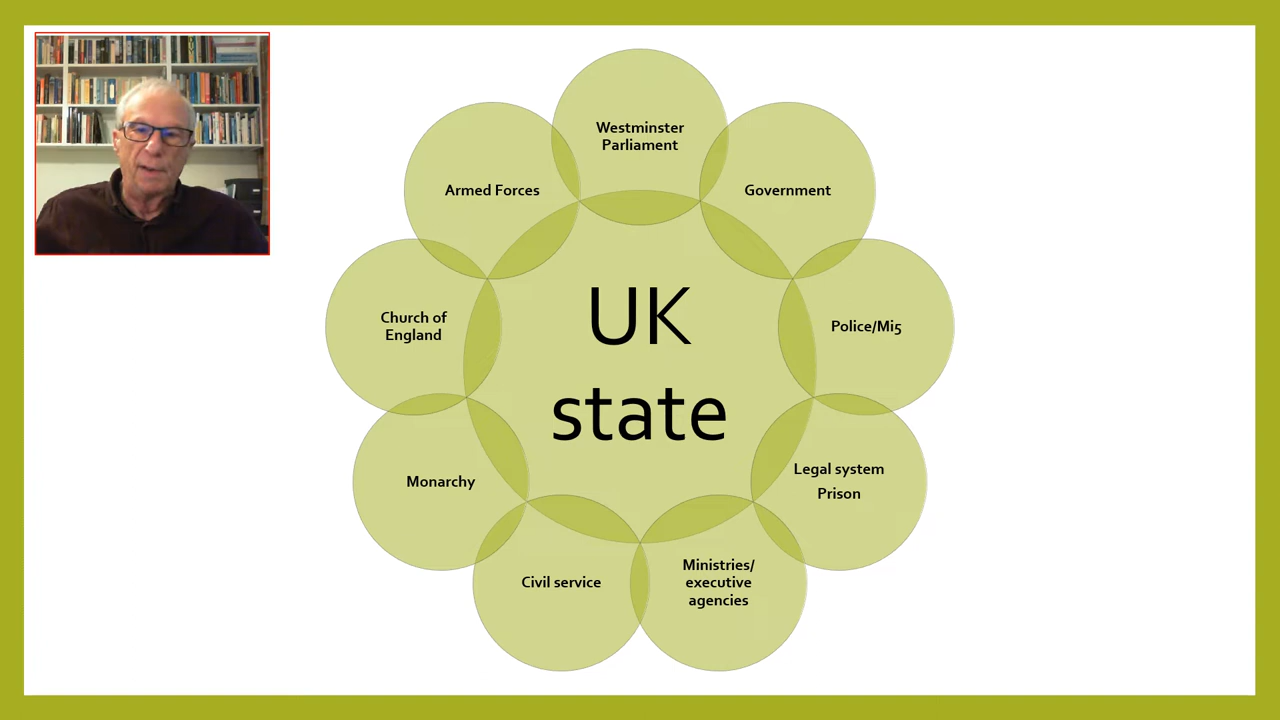 Westminster
Parliament
Government
Armed Forces
Police/Mi5
Church of
England
UK
state
Legal system
Prison
Monarchy
Ministries/
executive
agencies
Civil service